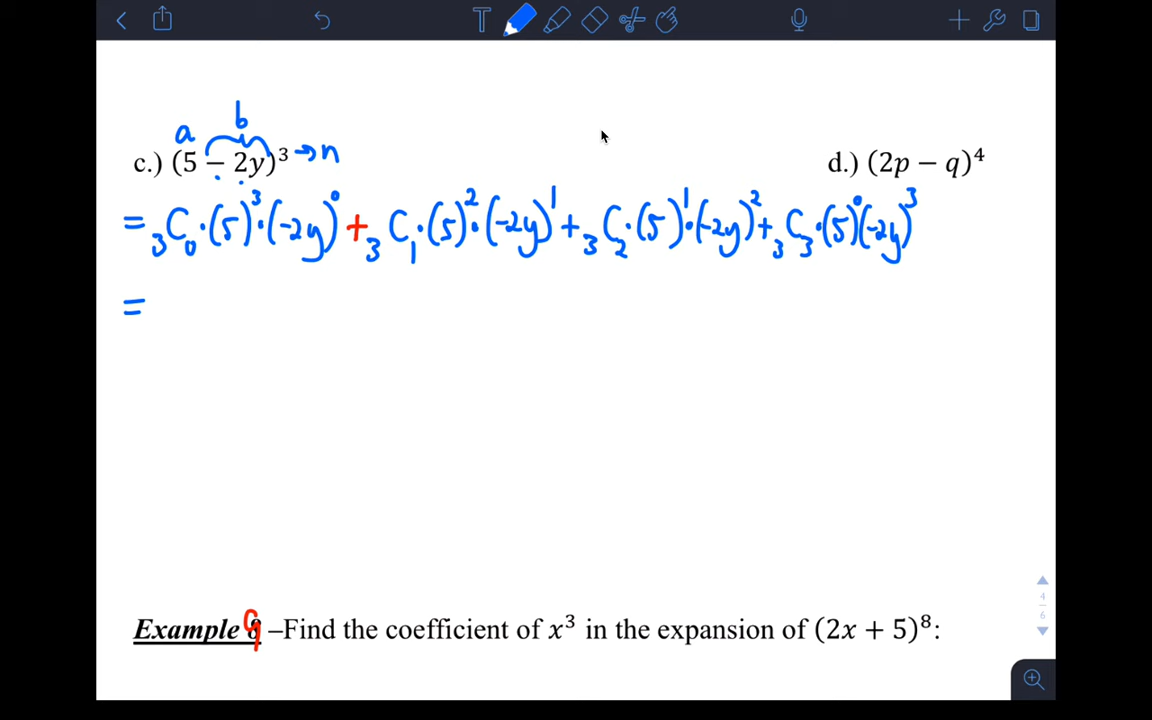 T
a b
c.) (5 − 2y)³ → n d.) (2p − q)⁴
= ₃C₀·(5)³·(-2y)⁰ + ₃C₁·(5)²·(-2y)¹ + ₃C₂·(5)¹·(-2y)² + ₃C₃·(5)⁰(-2y)³
=
4
6
Example 9 –Find the coefficient of x³ in the expansion of (2x + 5)⁸: